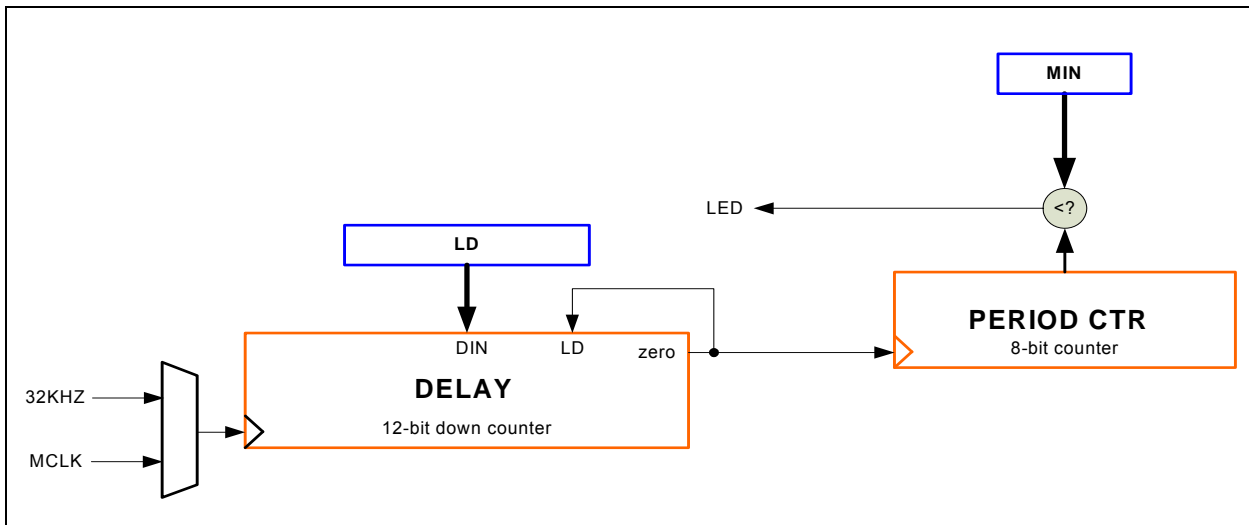 MIN
<?
LED
LD
DIN
LD
zero
DELAY
12-bit down counter
PERIOD CTR
8-bit counter
32KHZ
MCLK